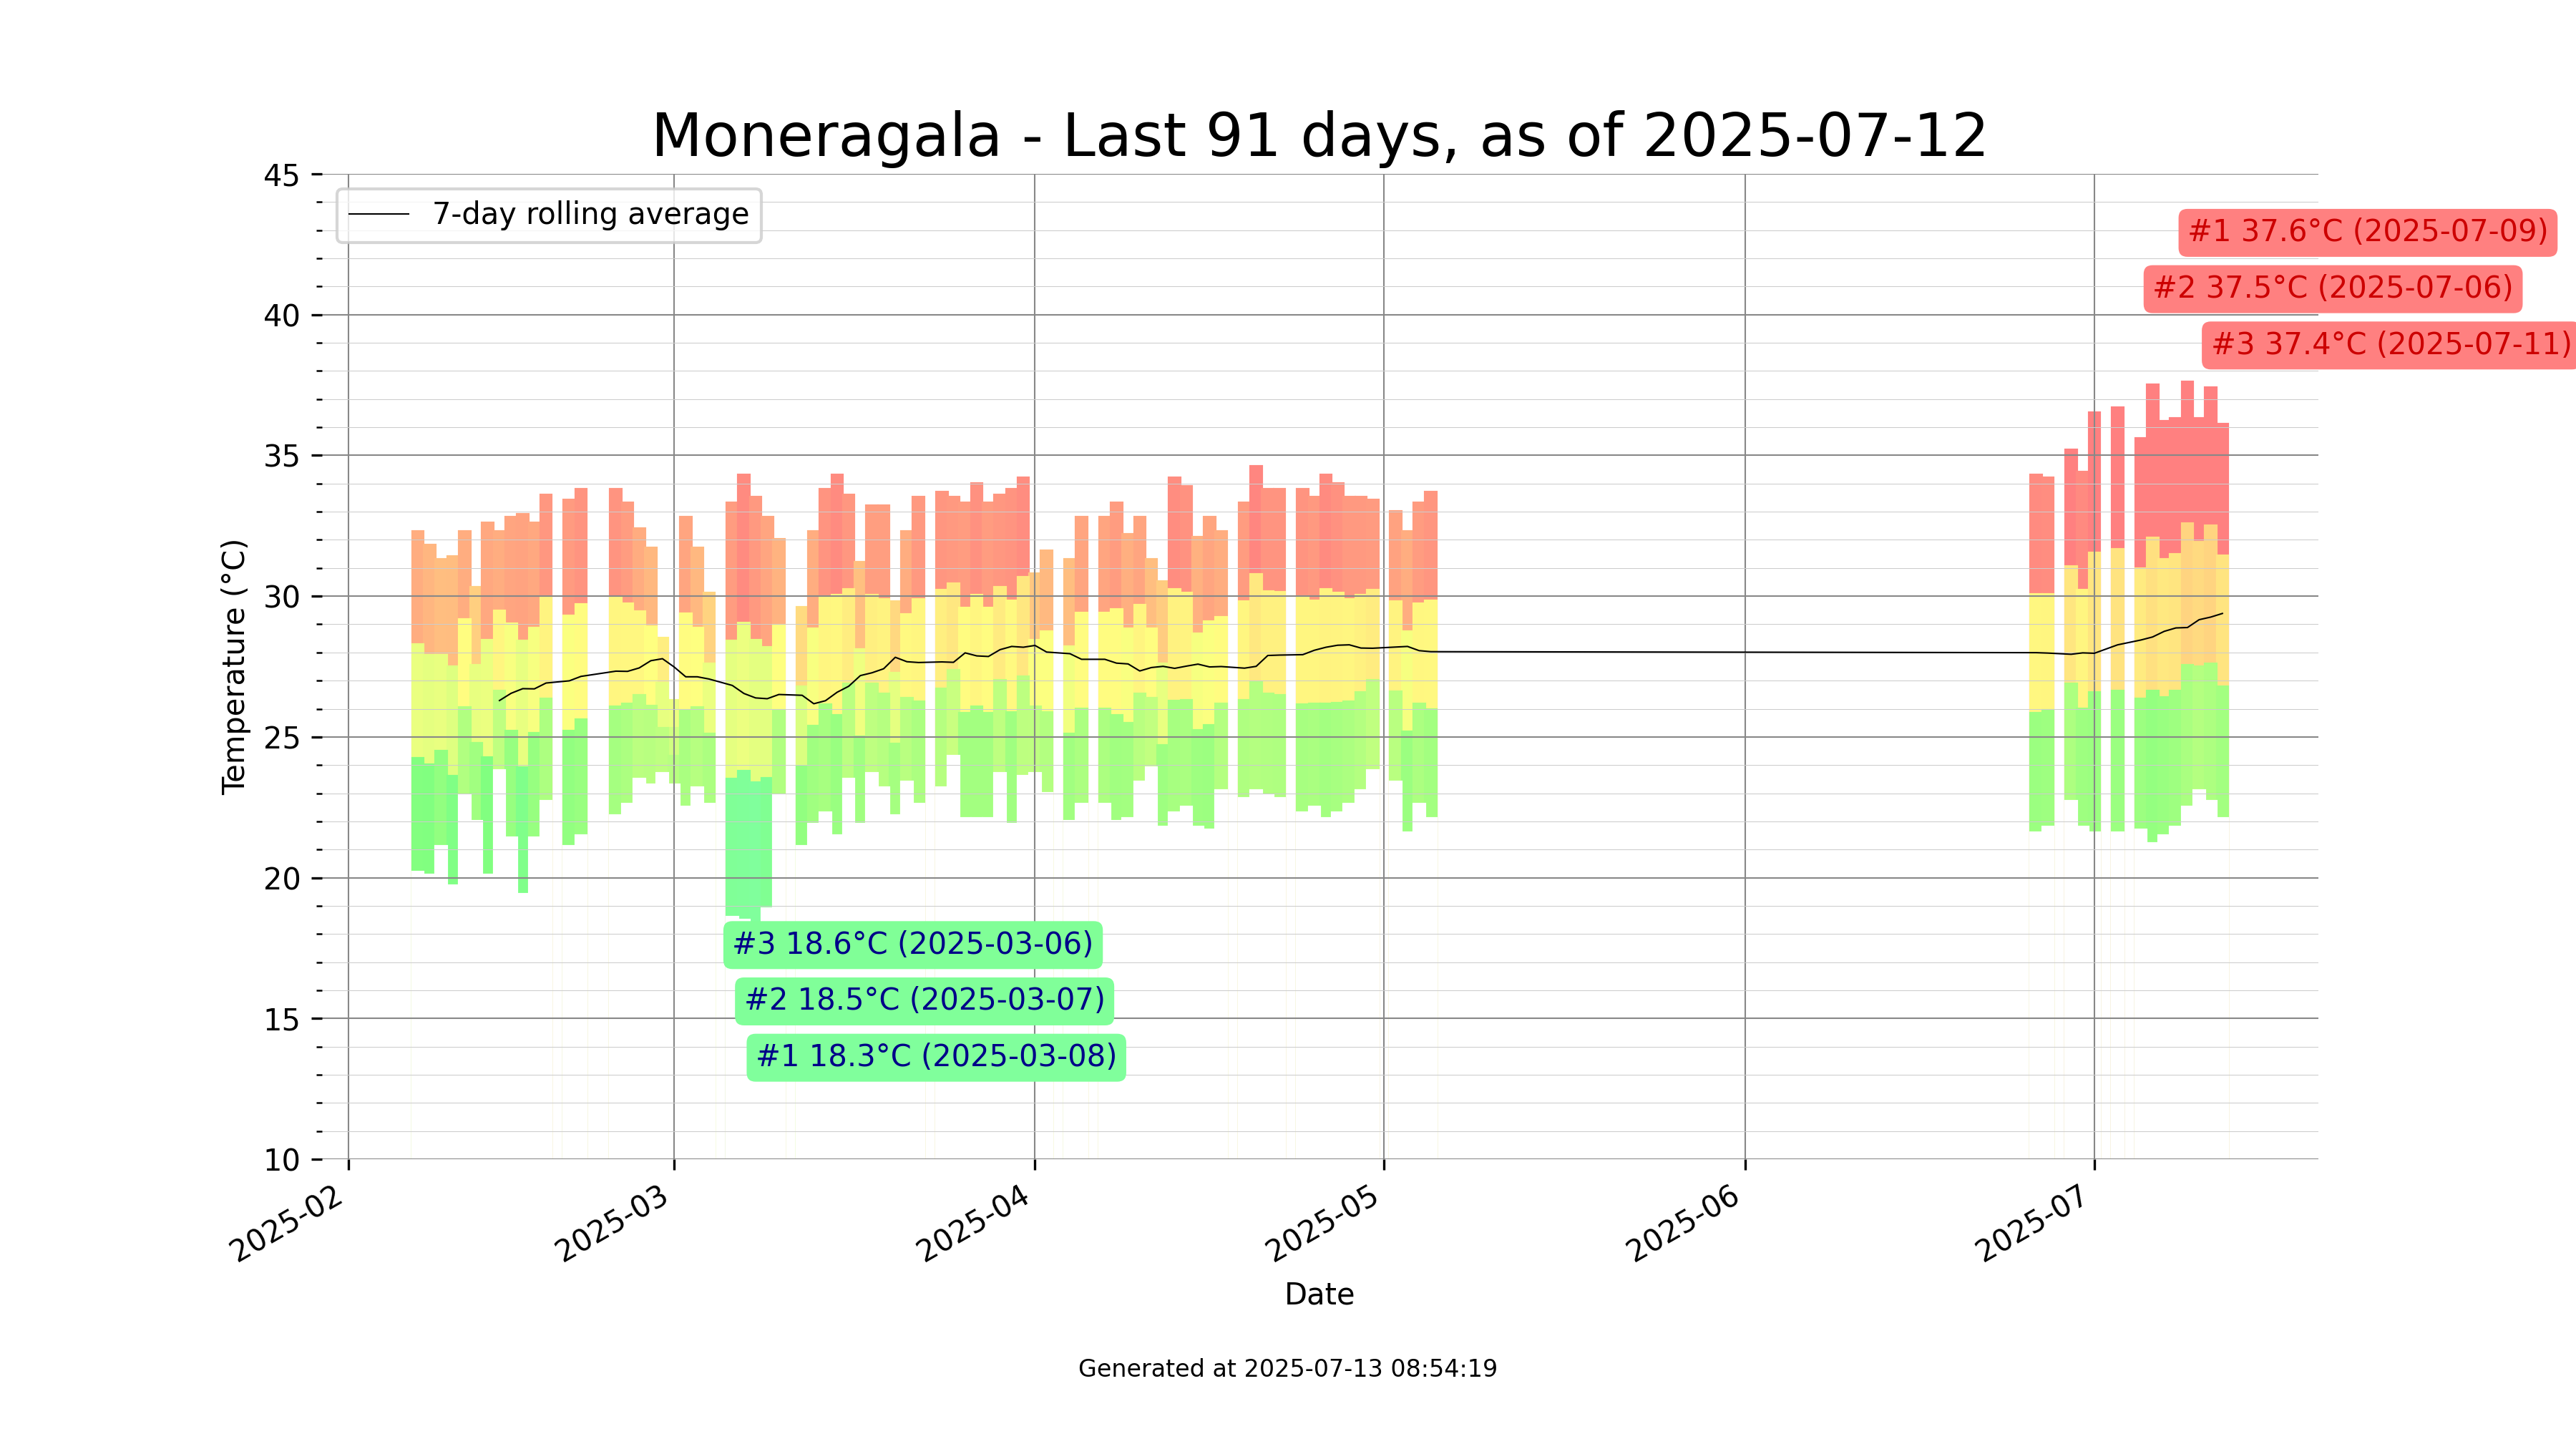 Moneragala - Last 91 days, as of 2025-07-12
45
7-day rolling average
#1 37.6°C (2025-07-09)
#2 37.5°C (2025-07-06)
40
#3 37.4°C (2025-07-11)
35
30
Temperature (°C)
25
20
#3 18.6°C (2025-03-06)
#2 18.5°C (2025-03-07)
15
#1 18.3°C (2025-03-08)
10
2025-02
2025-03
2025-04
2025-05
2025-06
2025-07
Date
Generated at 2025-07-13 08:54:19